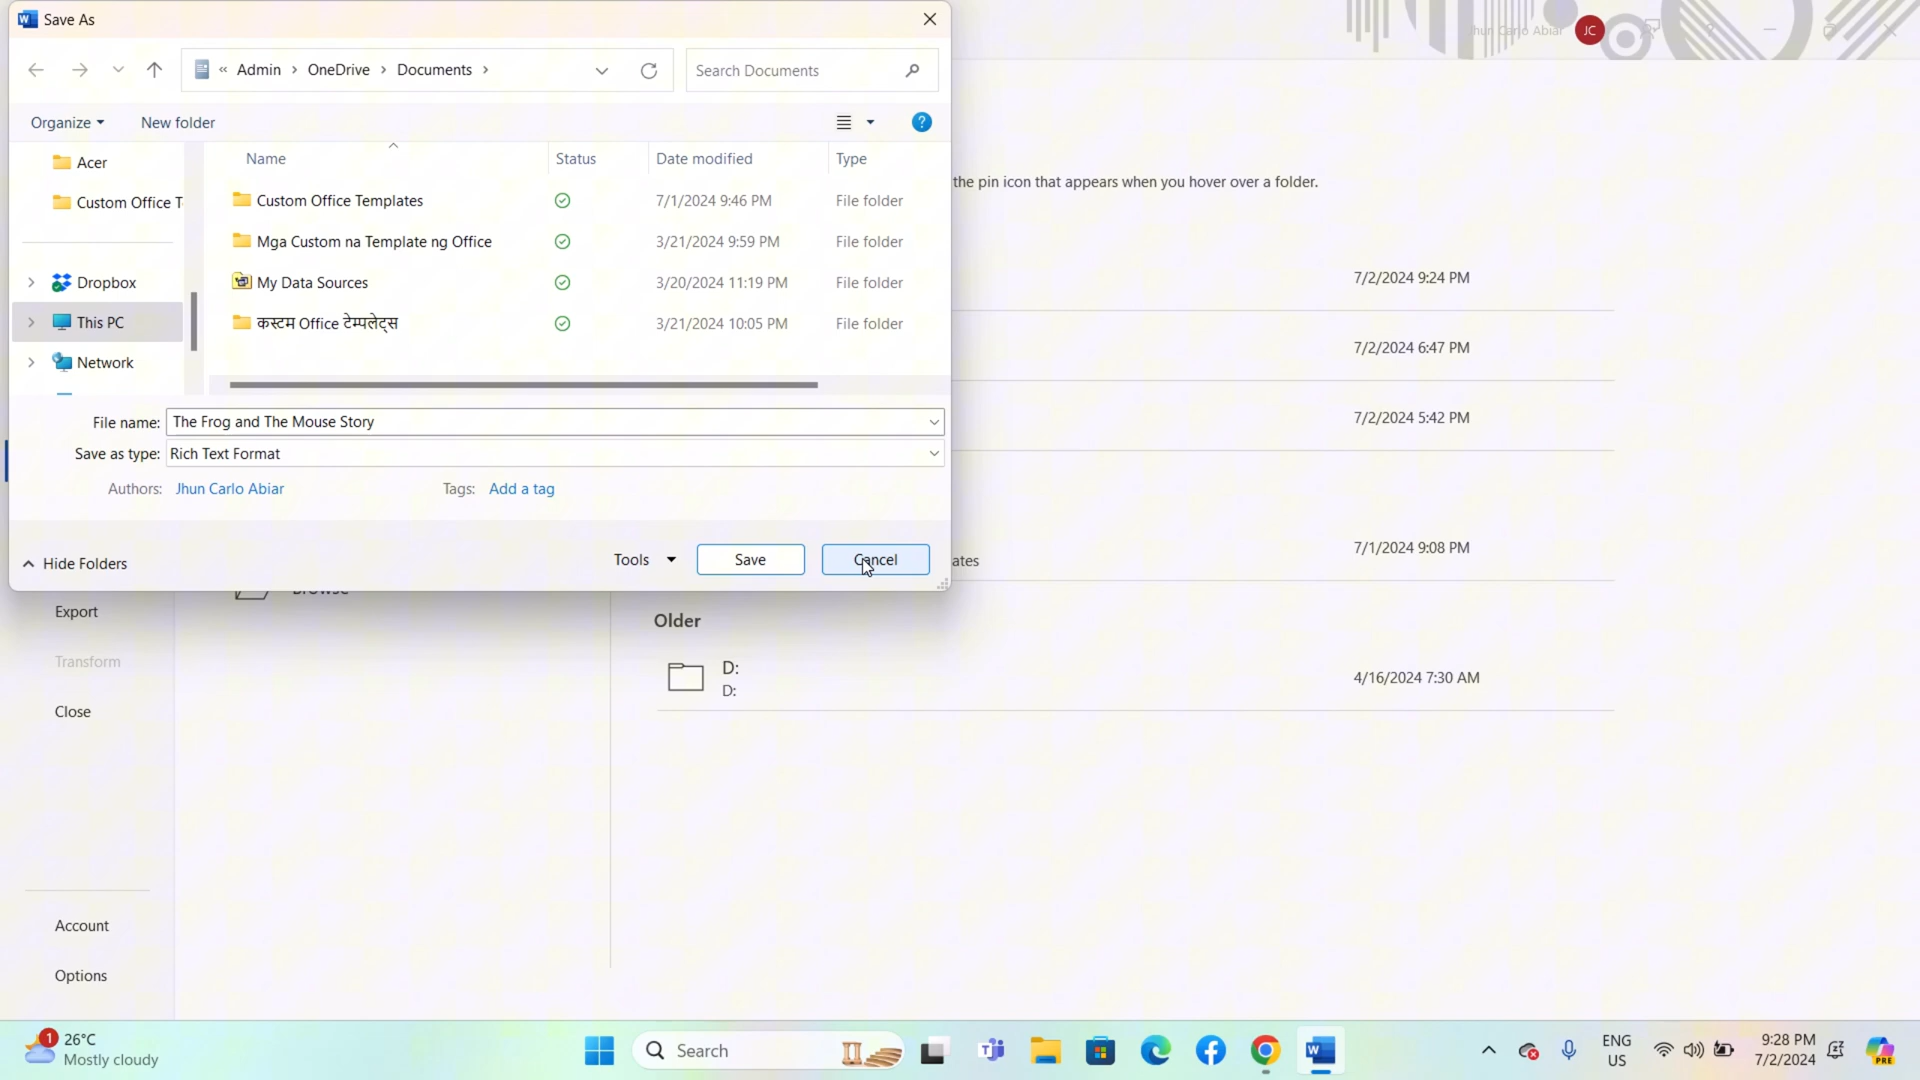 Save As
« Admin > OneDrive > Documents >
Search Documents
Organize
New folder
Acer
Custom Office T
Dropbox
This PC
Network
Name Status Date modified Type
Custom Office Templates 7/1/2024 9:46 PM File folder
Mga Custom na Template ng Office 3/21/2024 9:59 PM File folder
My Data Sources 3/20/2024 11:19 PM File folder
कस्टम Office टेम्पलेट्स 3/21/2024 10:05 PM File folder
File name: The Frog and The Mouse Story
Save as type: Rich Text Format
Authors: Jhun Carlo Abiar Tags: Add a tag
Hide Folders
Tools Save Cancel
Jhun Carlo Abiar JC
the pin icon that appears when you hover over a folder.
7/2/2024 9:24 PM
7/2/2024 6:47 PM
7/2/2024 5:42 PM
ates 7/1/2024 9:08 PM
Browse
Older
D:
D:
4/16/2024 7:30 AM
Export
Transform
Close
Account
Options
1 26°C
Mostly cloudy
Search
ENG
US
9:28 PM
7/2/2024
PRE